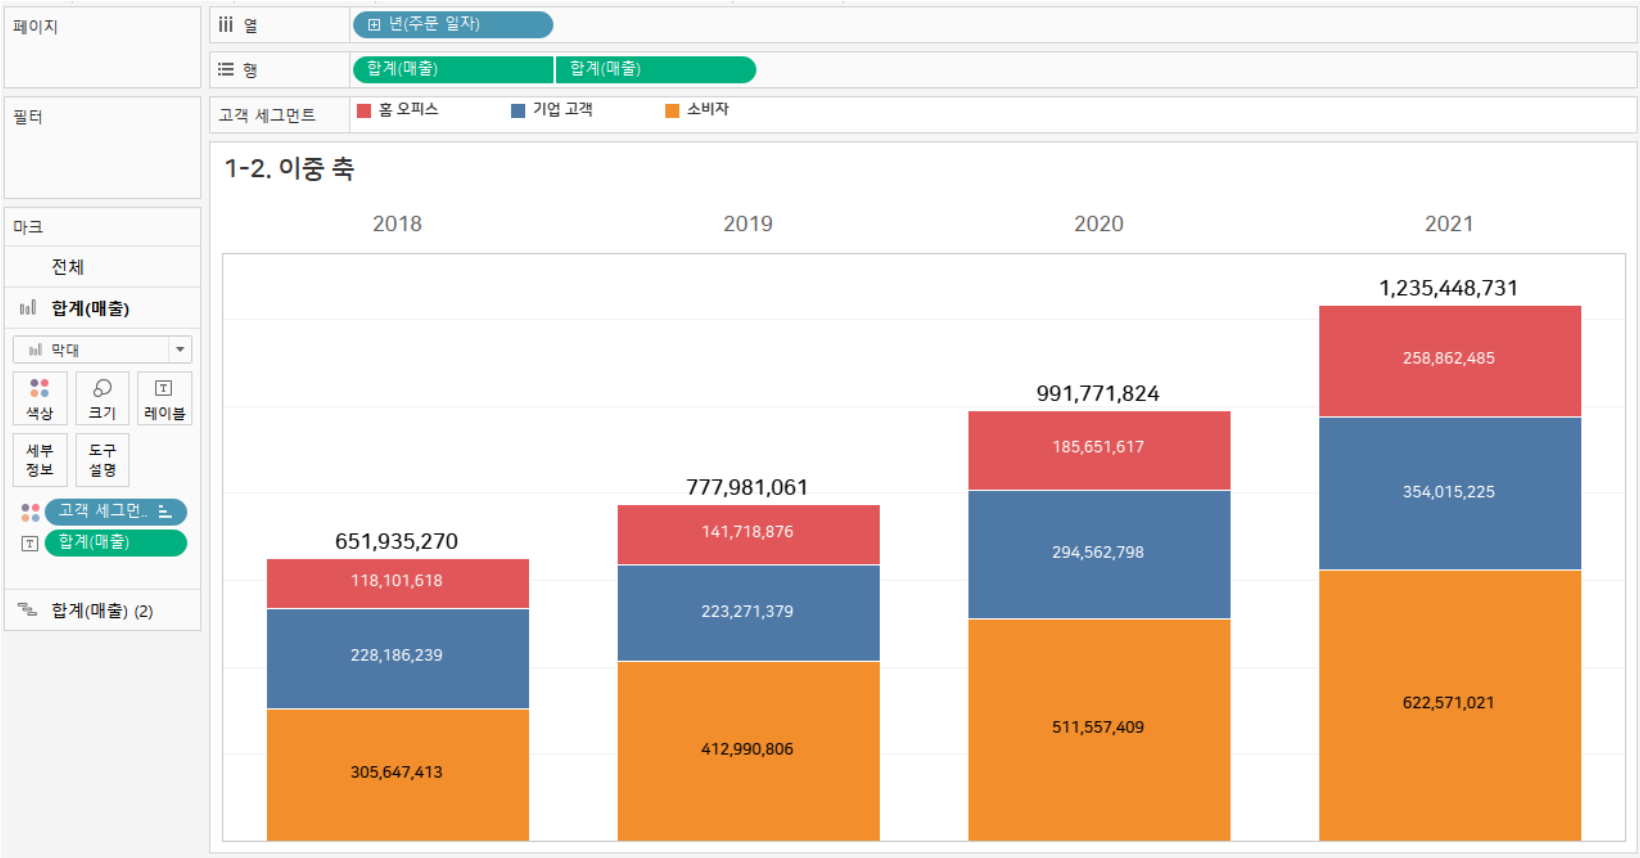 페이지
iii 열
년(주문 일자)
행
합계(매출) 합계(매출)
필터
고객 세그먼트
홈 오피스 기업 고객 소비자
1-2. 이중 축
마크
전체
합계(매출)
막대
색상 크기 레이블
세부 정보
도구 설명
고객 세그먼..
합계(매출)
합계(매출) (2)
2018 2019 2020 2021
1,235,448,731
258,862,485
991,771,824
185,651,617
354,015,225
777,981,061
141,718,876
294,562,798
651,935,270
118,101,618
223,271,379
228,186,239
622,571,021
511,557,409
412,990,806
305,647,413